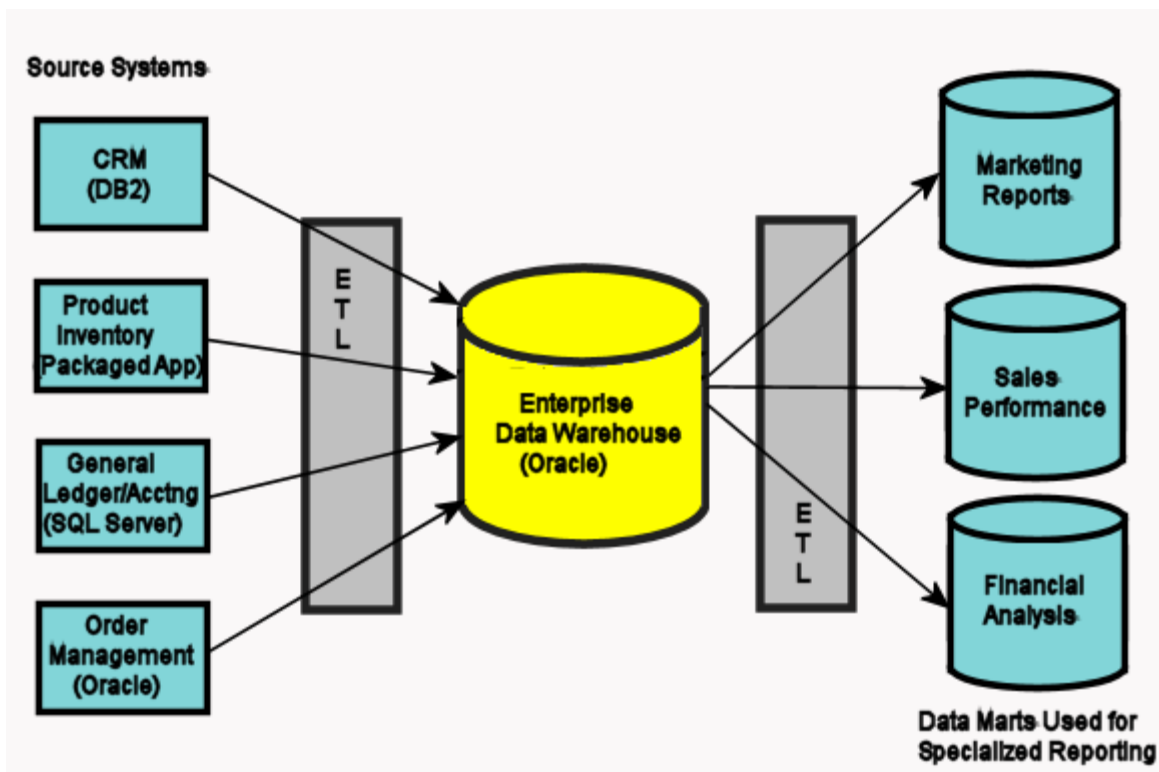 Source Systems
CRM
(DB2)
Product
Inventory
(Packaged App)
General
Ledger/Acctng
(SQL Server)
Order
Management
(Oracle)
E
T
L
Enterprise
Data Warehouse
(Oracle)
E
T
L
Marketing
Reports
Sales
Performance
Financial
Analysis
Data Marts Used for
Specialized Reporting